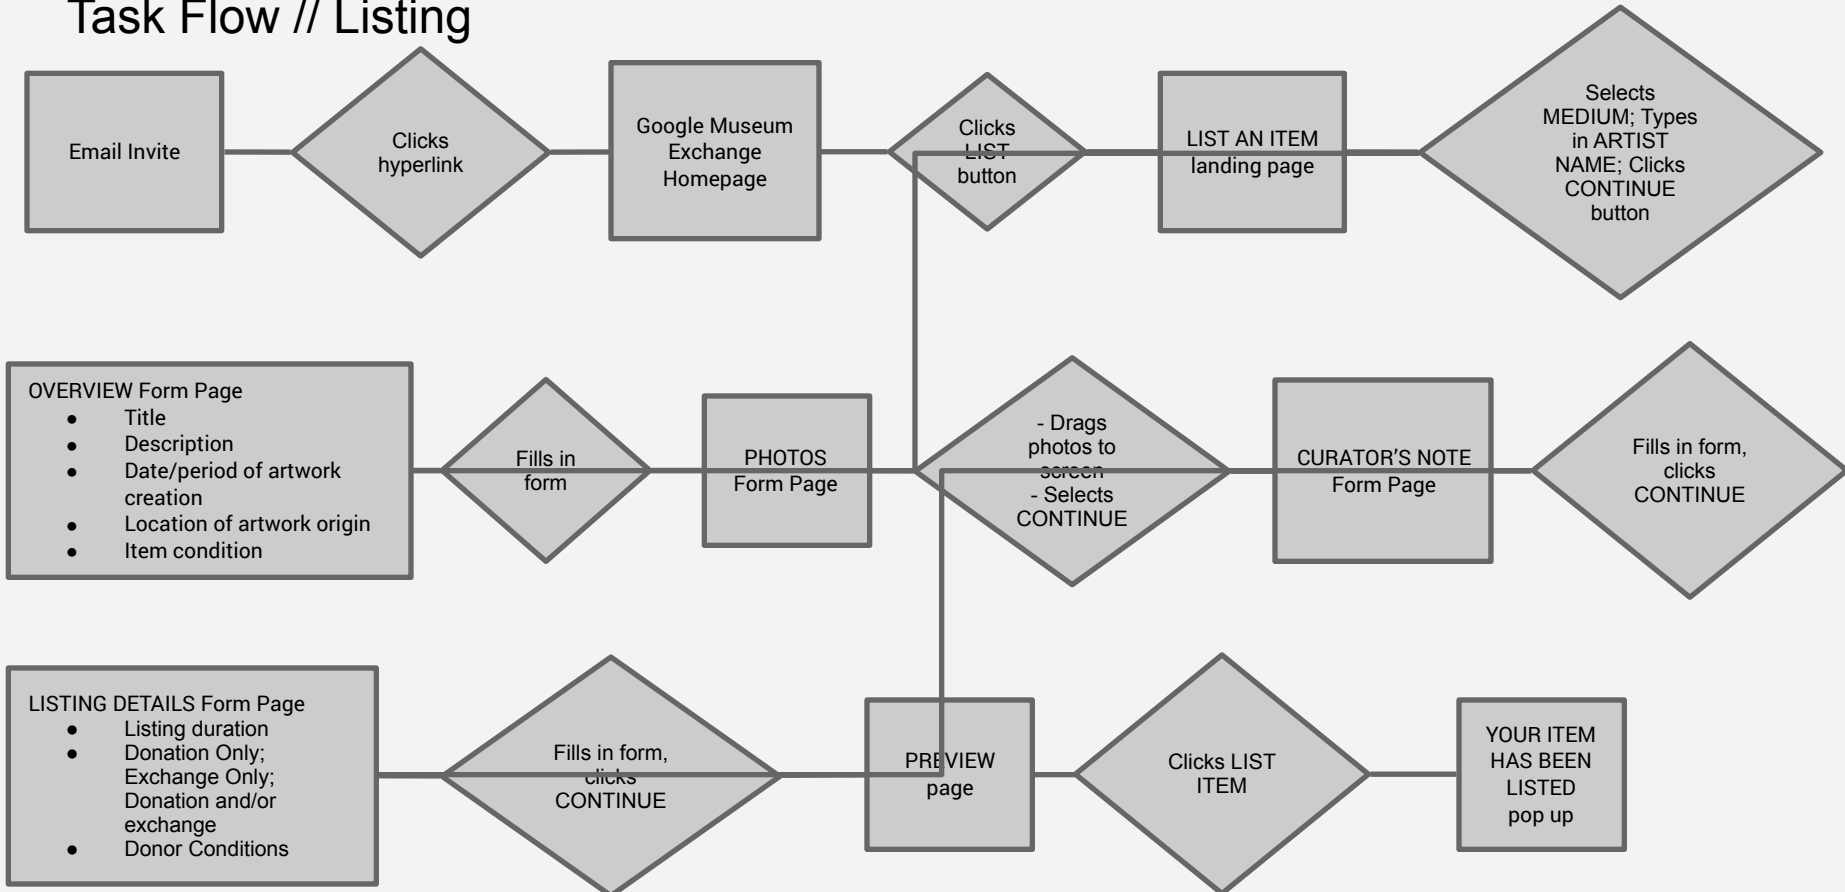 Task Flow // Listing
Email Invite
Clicks
hyperlink
Google Museum
Exchange
Homepage
Clicks
LIST
button
LIST AN ITEM
landing page
Selects
MEDIUM; Types
in ARTIST
NAME; Clicks
CONTINUE
button
OVERVIEW Form Page
● Title
● Description
● Date/period of artwork
creation
● Location of artwork origin
● Item condition
Fills in
form
PHOTOS
Form Page
- Drags
photos to
screen
- Selects
CONTINUE
CURATOR'S NOTE
Form Page
Fills in form,
clicks
CONTINUE
LISTING DETAILS Form Page
● Listing duration
● Donation Only;
Exchange Only;
Donation and/or
exchange
● Donor Conditions
Fills in form,
clicks
CONTINUE
PREVIEW
page
Clicks LIST
ITEM
YOUR ITEM
HAS BEEN
LISTED
pop up